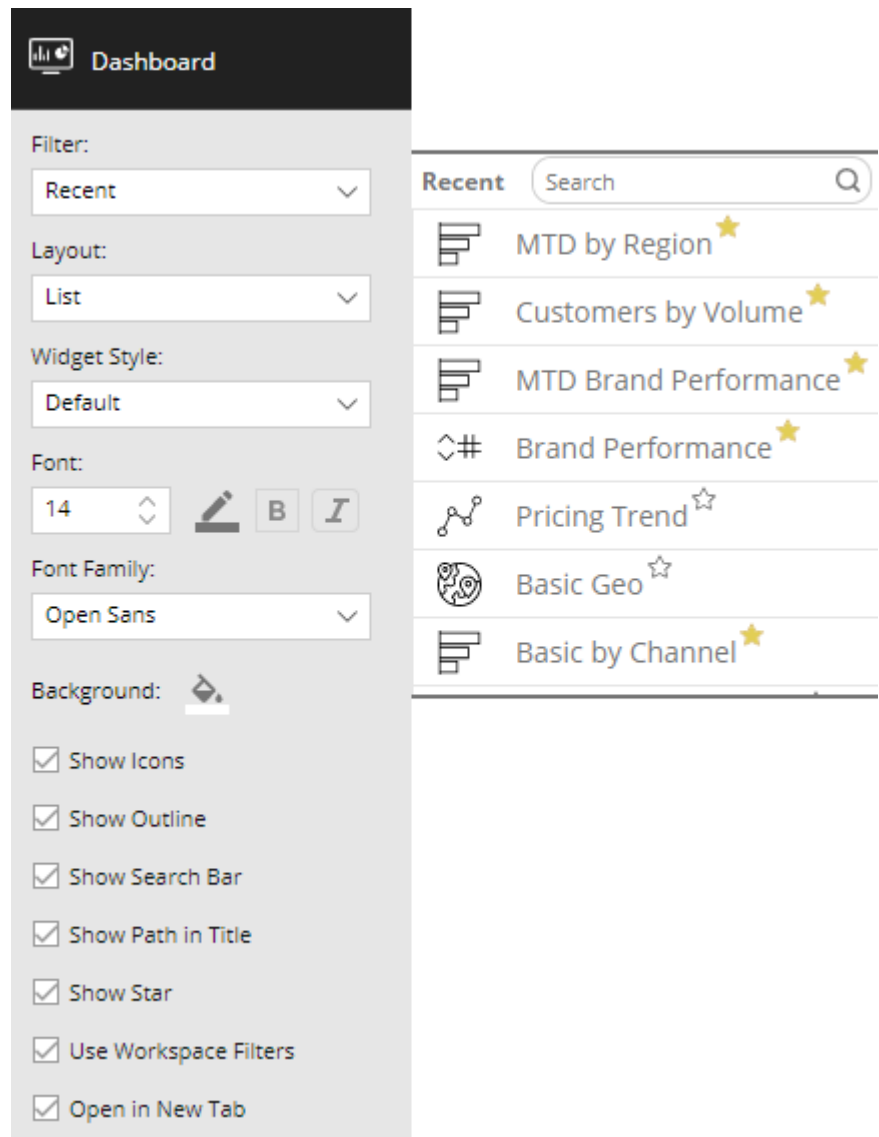 Dashboard
Filter:
Recent
Layout:
List
Widget Style:
Default
Font:
14 B I
Font Family:
Open Sans
Background:
Show Icons
Show Outline
Show Search Bar
Show Path in Title
Show Star
Use Workspace Filters
Open in New Tab
Recent Search
MTD by Region
Customers by Volume
MTD Brand Performance
Brand Performance
Pricing Trend
Basic Geo
Basic by Channel